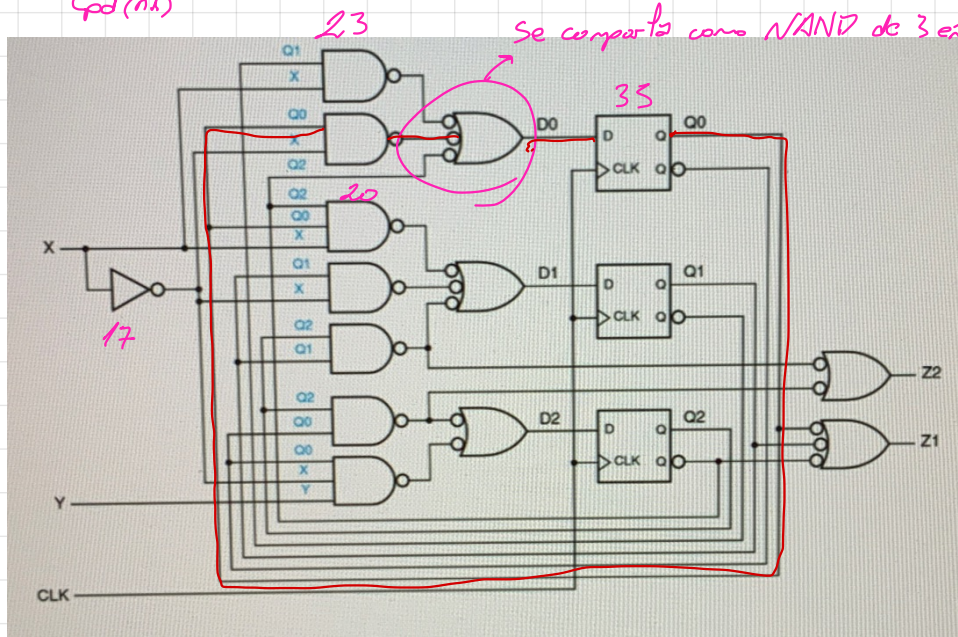 23
Se comporta como NAND de 3
Q1
X
35
Q0
D0
D
Q
Q0
X
CLK
Q
Q2
Q2
20
Q0
X
X
Q1
D1
Q1
X
D
Q
17
CLK
Q
Q2
Q1
Z2
Q2
D2
Q2
Q0
D
Q
Z1
Q0
CLK
Q
X
Y
Y
CLK